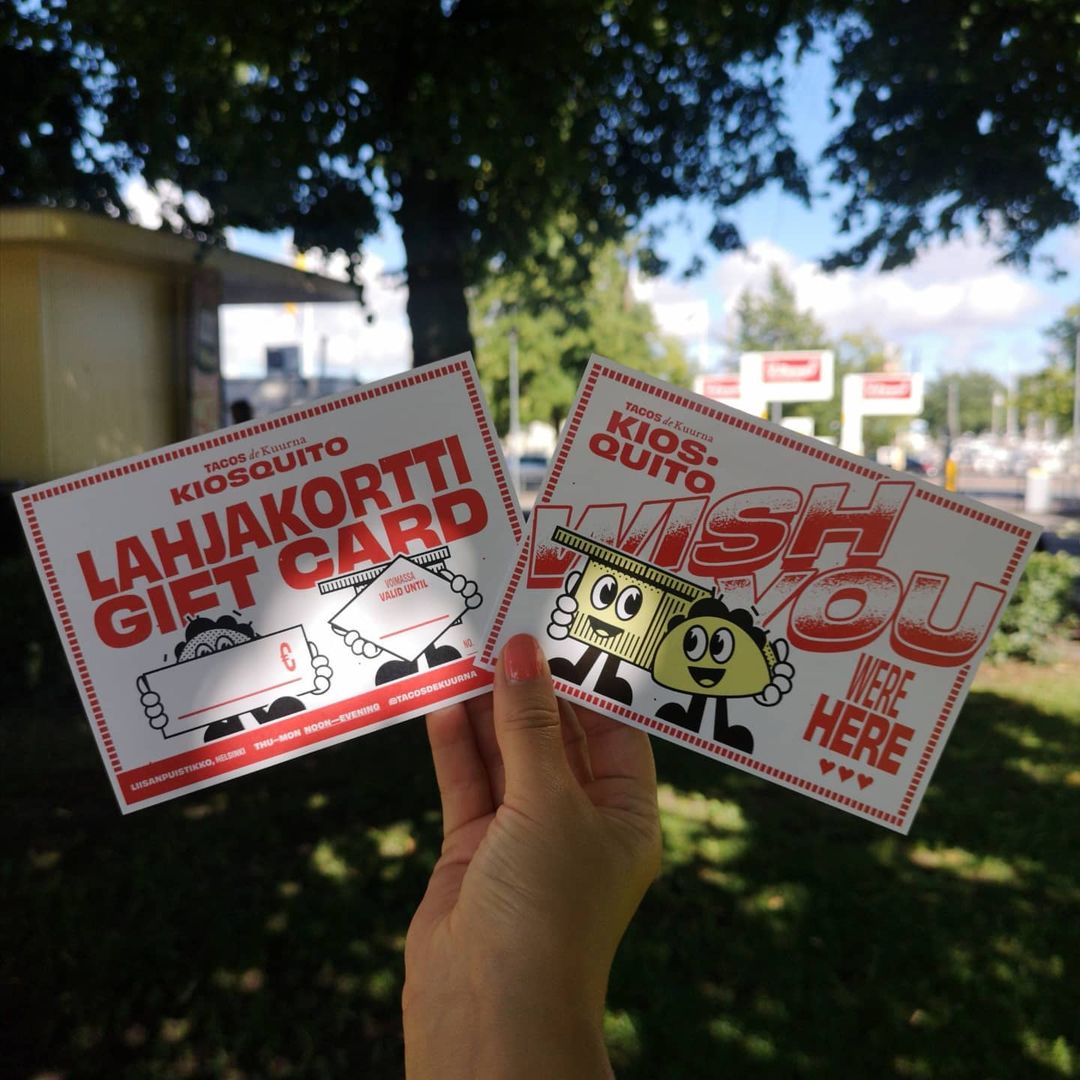 TACOS de Kuurna
KIOSQUITO
LAHJAKORTTI
GIFT CARD
VOIMASSA
VALID UNTIL
€
NO.
LIISANPUISTIKKO, HELSINKI THU–MON NOON–EVENING @TACOSDEKUURNA
TACOS de Kuurna
KIOS.
QUITO
WISH
YOU
WERE
HERE